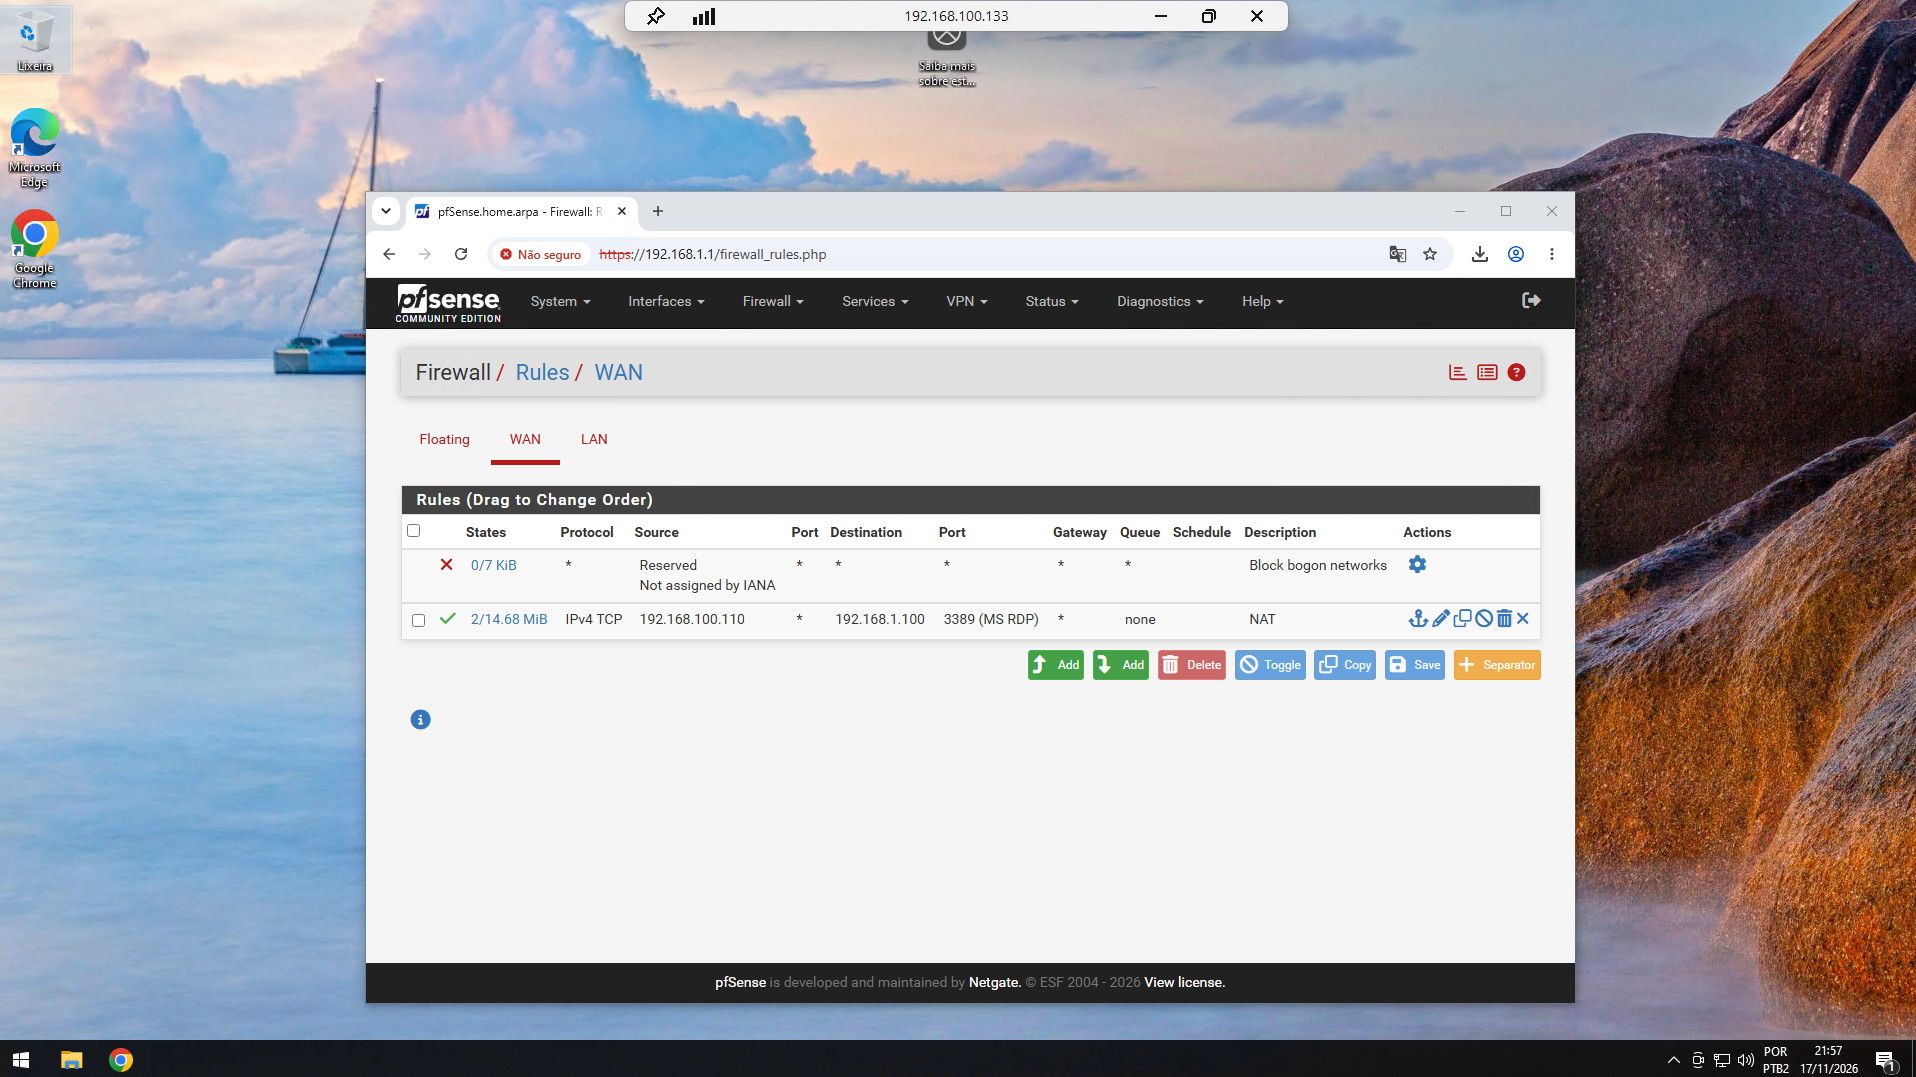 192.168.100.133
Lixeira
Saiba mais
sobre est...
Microsoft
Edge
Google
Chrome
pfSense.home.arpa - Firewall: R
Não seguro
https://192.168.1.1/firewall_rules.php
pfsense
COMMUNITY EDITION
System
Interfaces
Firewall
Services
VPN
Status
Diagnostics
Help
Firewall / Rules / WAN
Floating
WAN
LAN
Rules (Drag to Change Order)
States Protocol Source Port Destination Port Gateway Queue Schedule Description Actions
0/7 KiB * Reserved * * * * * Block bogon networks
Not assigned by IANA
2/14.68 MiB IPv4 TCP 192.168.100.110 * 192.168.1.100 3389 (MS RDP) * none NAT
Add
Add
Delete
Toggle
Copy
Save
Separator
pfSense is developed and maintained by Netgate. © ESF 2004 - 2026 View license.
POR
PTB2
21:57
17/11/2026
1